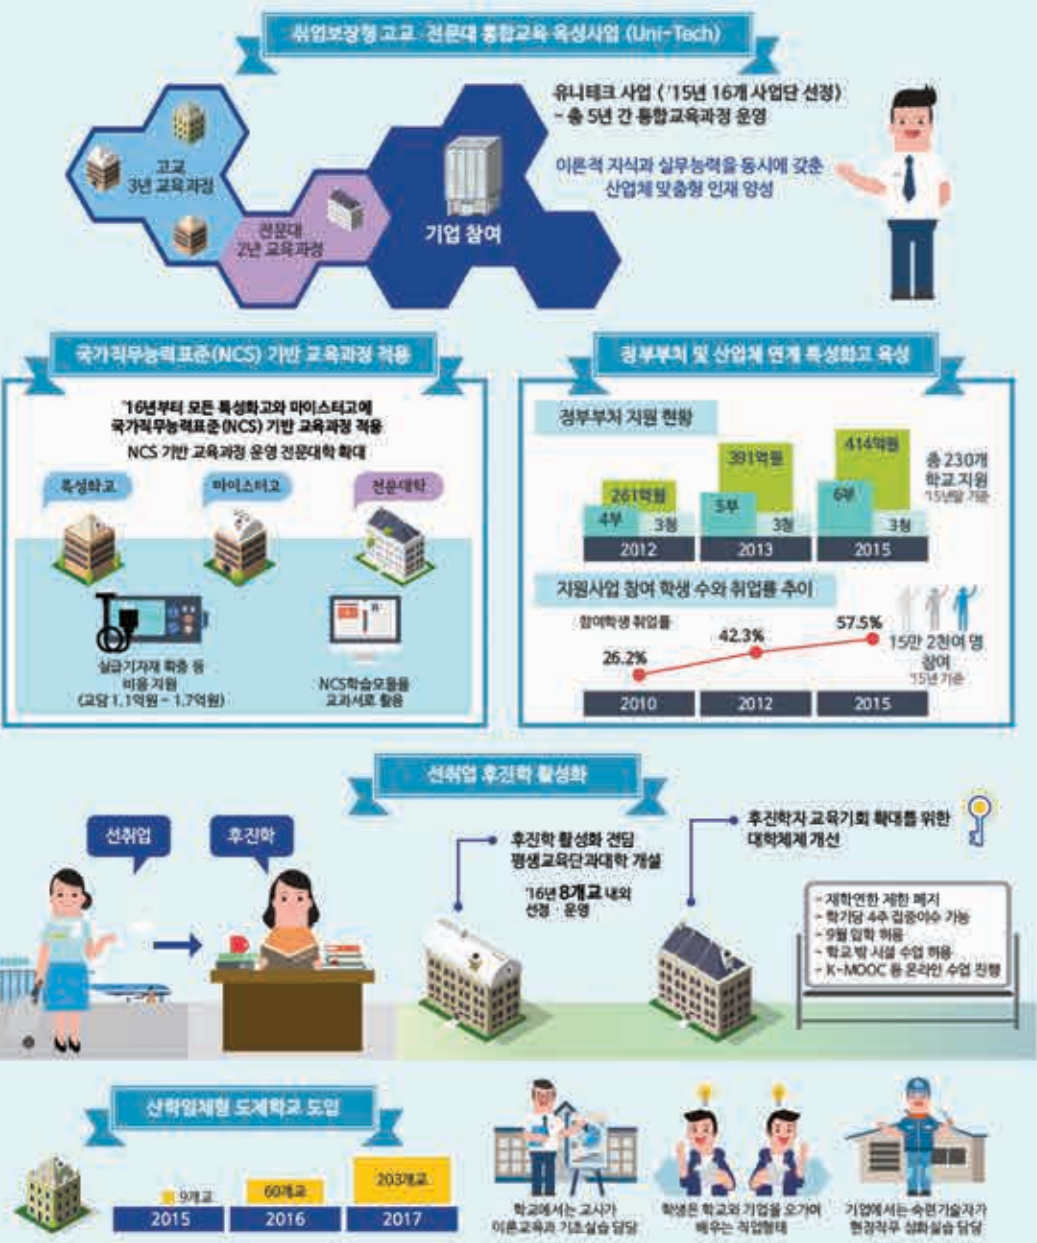 취업보장형 고교·전문대 통합교육 육성사업 (Uni-Tech)
고교
3년 교육과정
전문대
2년 교육과정
기업 참여
유니테크 사업 ( '15년 16개 사업단 선정)
- 총 5년 간 통합교육과정 운영
이론적 지식과 실무능력을 동시에 갖춘
산업체 맞춤형 인재 양성
국가직무능력표준(NCS) 기반 교육과정 적용
'16년부터 모든 특성화고와 마이스터고에
국가직무능력표준(NCS) 기반 교육과정 적용
NCS 기반 교육과정 운영 전문대학 확대
특성화고
마이스터고
전문대학
실습기자재 확충 등
비용 지원
(교당 1.1억원 ~ 1.7억원)
NCS학습모듈을
교과서로 활용
정부부처 및 산업체 연계 특성화고 육성
정부부처 지원 현황
261억원
4부
3청
2012
391억원
5부
3청
2013
414억원
6부
3청
2015
총 230개
학교 지원
'15년말 기준
지원사업 참여 학생 수와 취업률 추이
참여학생 취업률
26.2%
42.3%
57.5%
2010
2012
2015
15만 2천여 명
참여
'15년 기준
선취업 후진학 활성화
선취업
후진학
후진학 활성화 전담
평생교육단과대학 개설
'16년 8개교 내외
선정·운영
후진학자 교육기회 확대를 위한
대학체제 개선
- 재학연한 제한 폐지
- 학기당 4주 집중이수 가능
- 9월 입학 허용
- 학교 밖 시설 수업 허용
- K-MOOC 등 온라인 수업 진행
산학일체형 도제학교 도입
9개교
2015
60개교
2016
203개교
2017
학교에서는 교사가
이론교육과 기초실습 담당
학생은 학교와 기업을 오가며
배우는 직업형태
기업에서는 숙련기술자가
현장직무 심화실습 담당